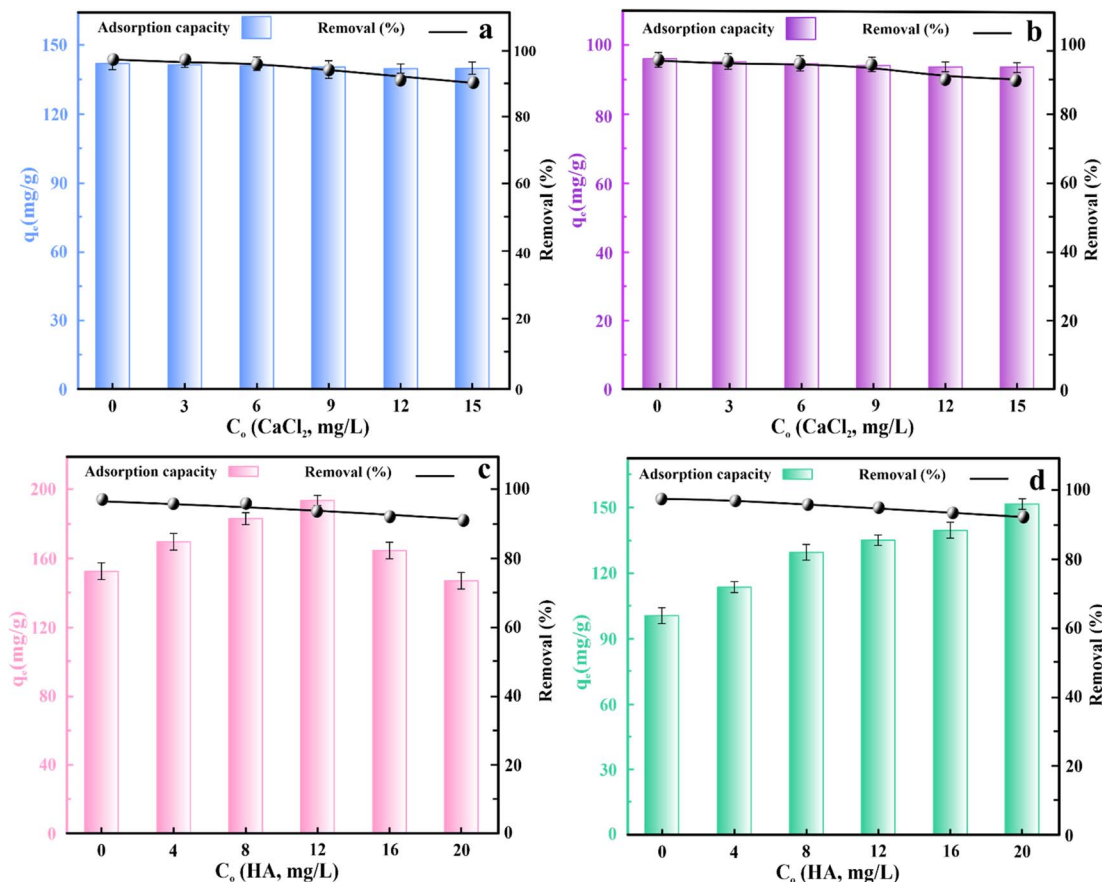 Adsorption capacity Removal (%) a
150
140
90
60
30
0
qₑ(mg/g)
100
80
60
40
20
0
Removal (%)
0 3 6 9 12 15
Cₒ (CaCl₂, mg/L)
Adsorption capacity Removal (%) b
100
80
60
40
20
0
qₑ(mg/g)
100
80
60
40
20
0
Removal (%)
0 3 6 9 12 15
Cₒ (CaCl₂, mg/L)
Adsorption capacity Removal (%) c
200
160
120
80
40
0
qₑ(mg/g)
100
80
60
40
20
0
Removal (%)
0 4 8 12 16 20
Cₒ (HA, mg/L)
Adsorption capacity Removal (%) d
150
120
90
60
30
0
qₑ(mg/g)
100
80
60
40
20
0
Removal (%)
0 4 8 12 16 20
Cₒ (HA, mg/L)